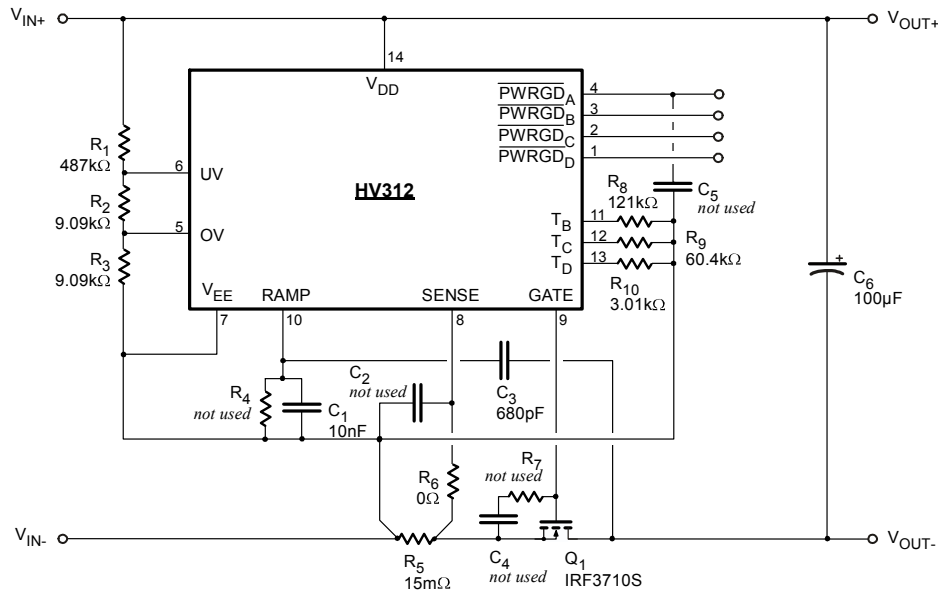 VIN+
VOUT+
14
VDD
PWRGDA
4
PWRGDB
3
PWRGDC
2
PWRGDD
1
R1
487kΩ
6
UV
HV312
R2
9.09kΩ
5
OV
R3
9.09kΩ
R8
121kΩ
C5
not used
TB
11
TC
12
TD
13
R9
60.4kΩ
R10
3.01kΩ
C6
100µF
+
VEE
RAMP
SENSE
GATE
7
10
8
9
R4
not used
C1
10nF
C2
not used
C3
680pF
R6
0Ω
R7
not used
VIN-
R5
15mΩ
C4
not used
Q1
IRF3710S
VOUT-